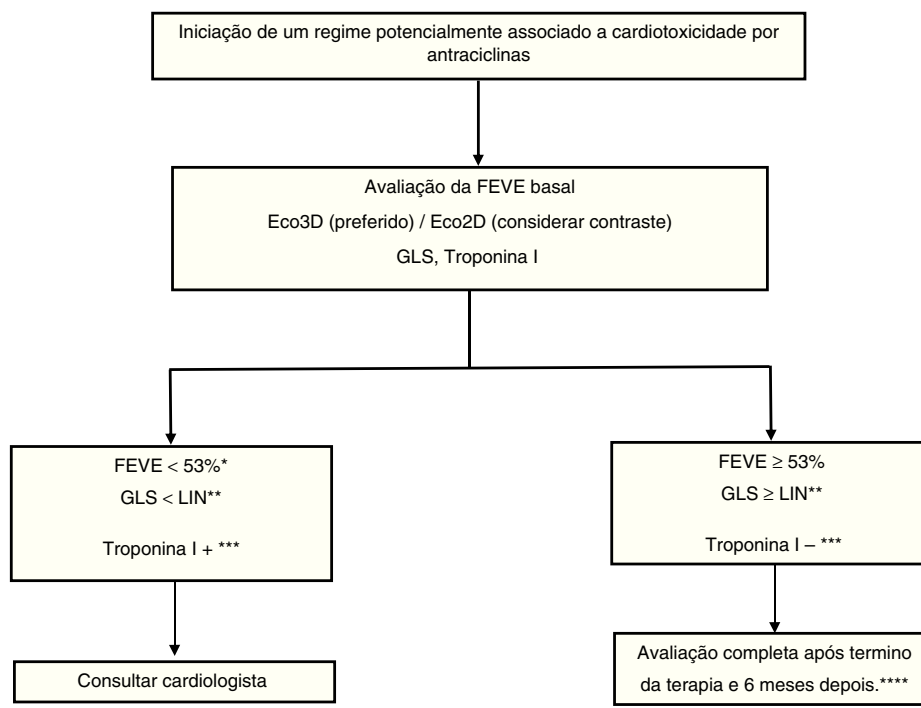 Iniciação de um regime potencialmente associado a cardiotoxicidade por
antraciclinas
Avaliação da FEVE basal
Eco3D (preferido) / Eco2D (considerar contraste)
GLS, Troponina I
FEVE < 53%*
GLS < LIN**
Troponina I + ***
Consultar cardiologista
FEVE ≥ 53%
GLS ≥ LIN**
Troponina I – ***
Avaliação completa após termino
da terapia e 6 meses depois.****